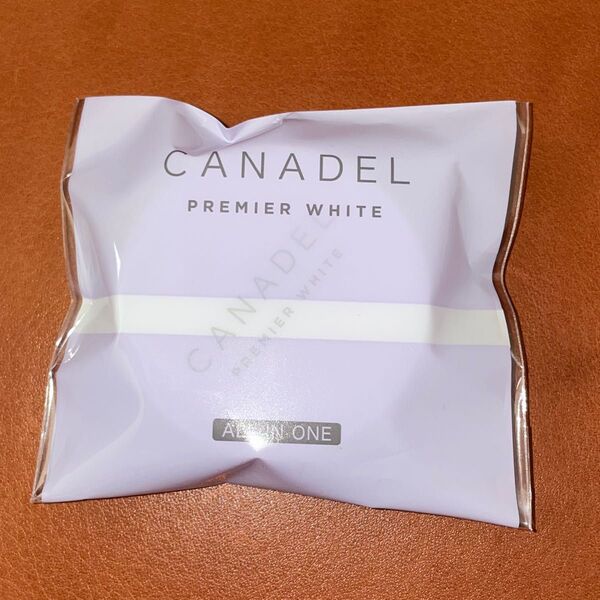 CANADEL
PREMIER WHITE
CANADEL
PREMIER WHITE
ALL IN ONE